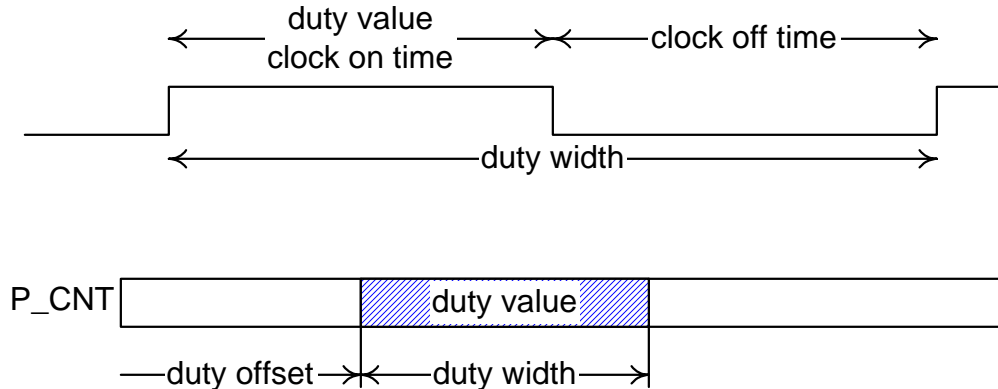 duty value
clock on time
clock off time
duty width
P_CNT
duty value
duty offset
duty width